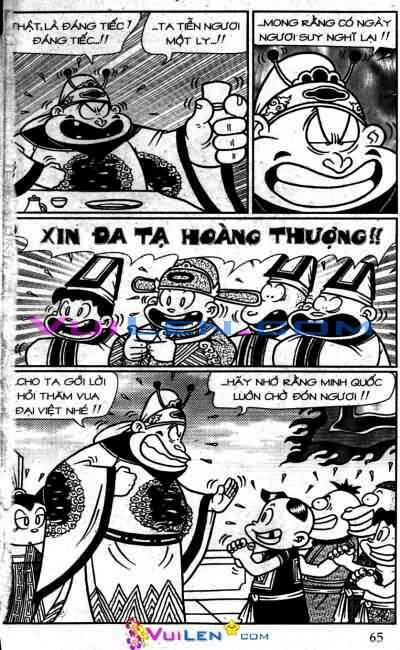 THẬT LÀ ĐÁNG TIẾC!
ĐÁNG TIẾC...!!
...TA TIỄN NGƯƠI
MỘT LY...!!
...MONG RẰNG CÓ NGÀY
NGƯƠI SUY NGHĨ LẠI!!
XIN ĐA TẠ HOÀNG THƯỢNG!!
VUILEN.COM
...CHO TA GỞI LỜI
HỎI THĂM VUA
ĐẠI VIỆT NHÉ!!
...HÃY NHỚ RẰNG MINH QUỐC
LUÔN CHỜ ĐÓN NGƯƠI!!
65
VUILEN.COM